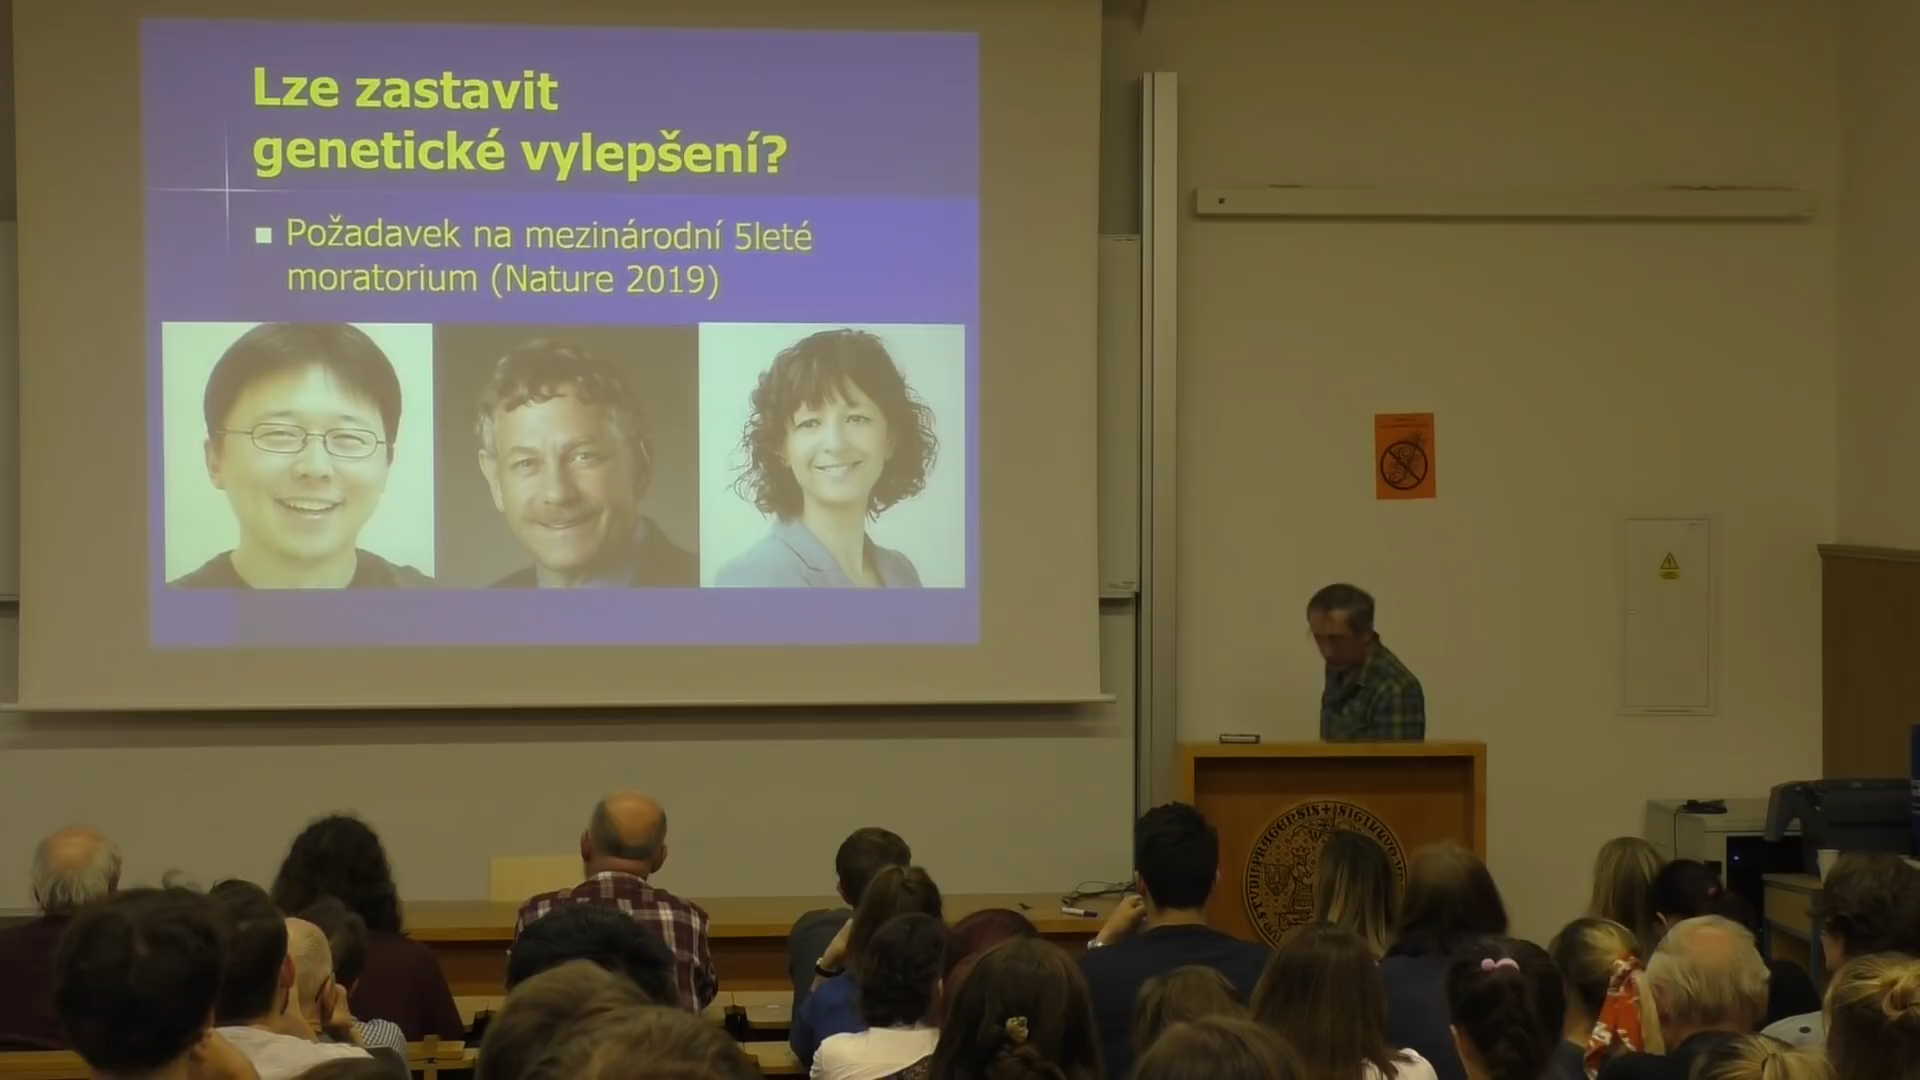 Lze zastavit
genetické vylepšení?
Požadavek na mezinárodní 5leté
moratorium (Nature 2019)